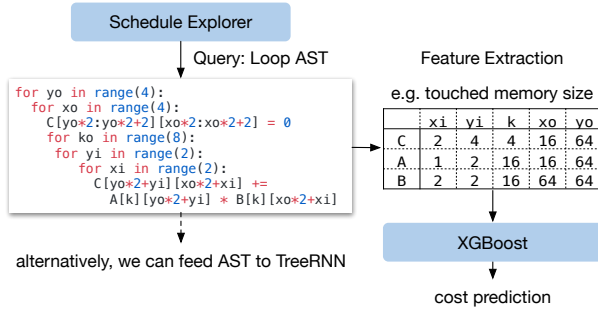 Schedule Explorer
Query: Loop AST
for yo in range(4):
  for xo in range(4):
    C[yo*2:yo*2+2][xo*2:xo*2+2] = 0
    for ko in range(8):
     for yi in range(2):
       for xi in range(2):
        C[yo*2+yi][xo*2+xi] +=
         A[k][yo*2+yi] * B[k][xo*2+xi]
alternatively, we can feed AST to TreeRNN
Feature Extraction
e.g. touched memory size
xi yi k xo yo
C 2 4 4 16 64
A 1 2 16 16 64
B 2 2 16 64 64
XGBoost
cost prediction